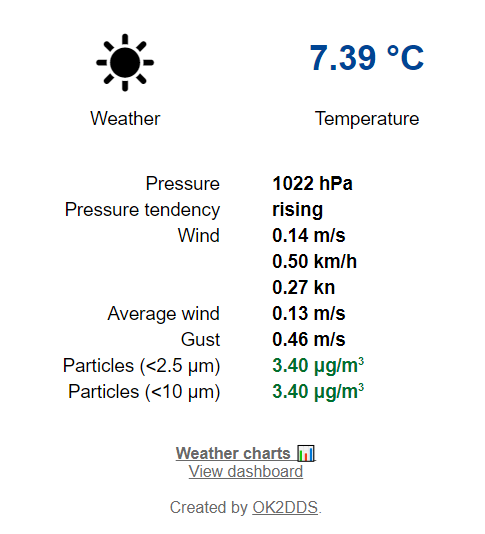 7.39 °C
Weather
Temperature
Pressure 1022 hPa
Pressure tendency rising
Wind 0.14 m/s
0.50 km/h
0.27 kn
Average wind 0.13 m/s
Gust 0.46 m/s
Particles (<2.5 µm) 3.40 µg/m³
Particles (<10 µm) 3.40 µg/m³
Weather charts 📊
View dashboard
Created by OK2DDS.